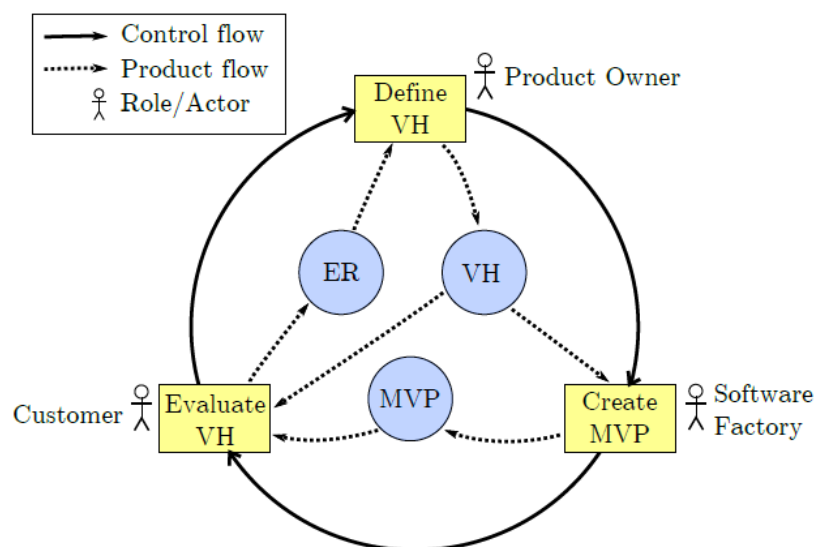 Control flow
Product flow
Role/Actor
Define
VH
Product Owner
ER
VH
MVP
Customer
Evaluate
VH
Create
MVP
Software
Factory